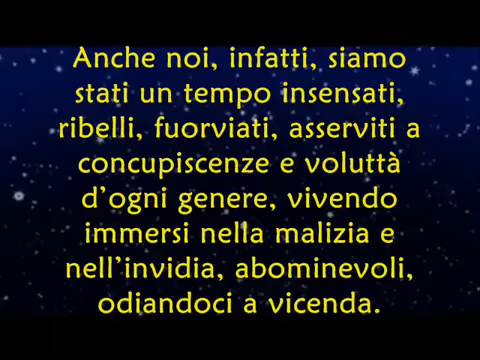 Anche noi, infatti, siamo
stati un tempo insensati,
ribelli, fuorviati, asserviti a
concupiscenze e voluttà
d'ogni genere, vivendo
immersi nella malizia e
nell'invidia, abominevoli,
odiandoci a vicenda.